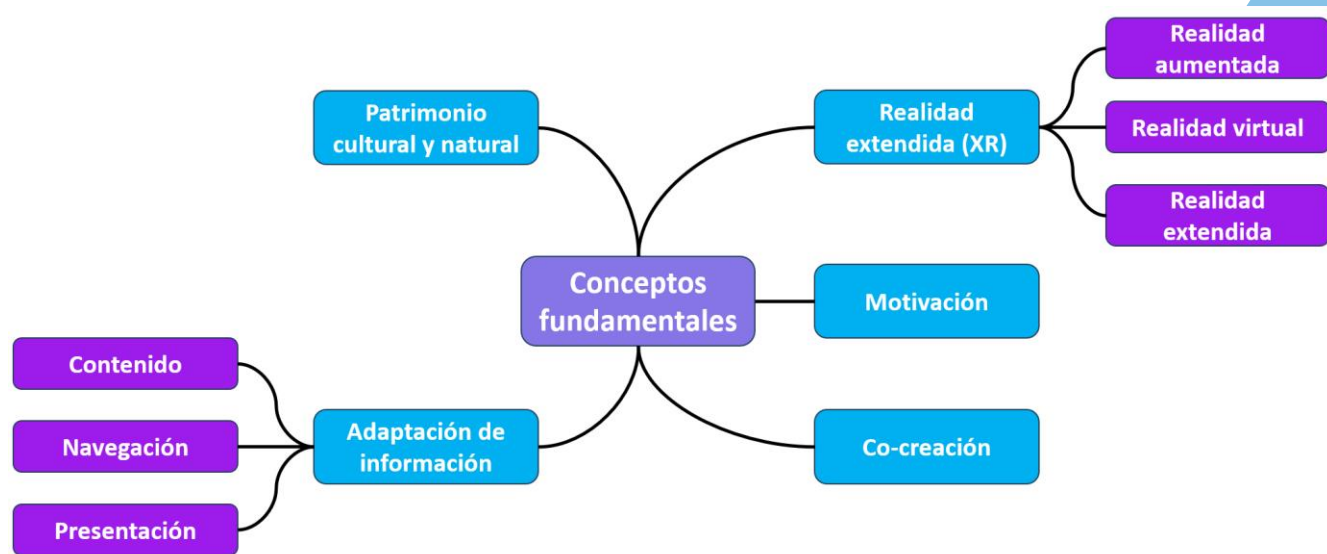 Conceptos
fundamentales
Patrimonio
cultural y natural
Realidad
extendida (XR)
Realidad
aumentada
Realidad virtual
Realidad
extendida
Motivación
Co-creación
Adaptación de
información
Contenido
Navegación
Presentación